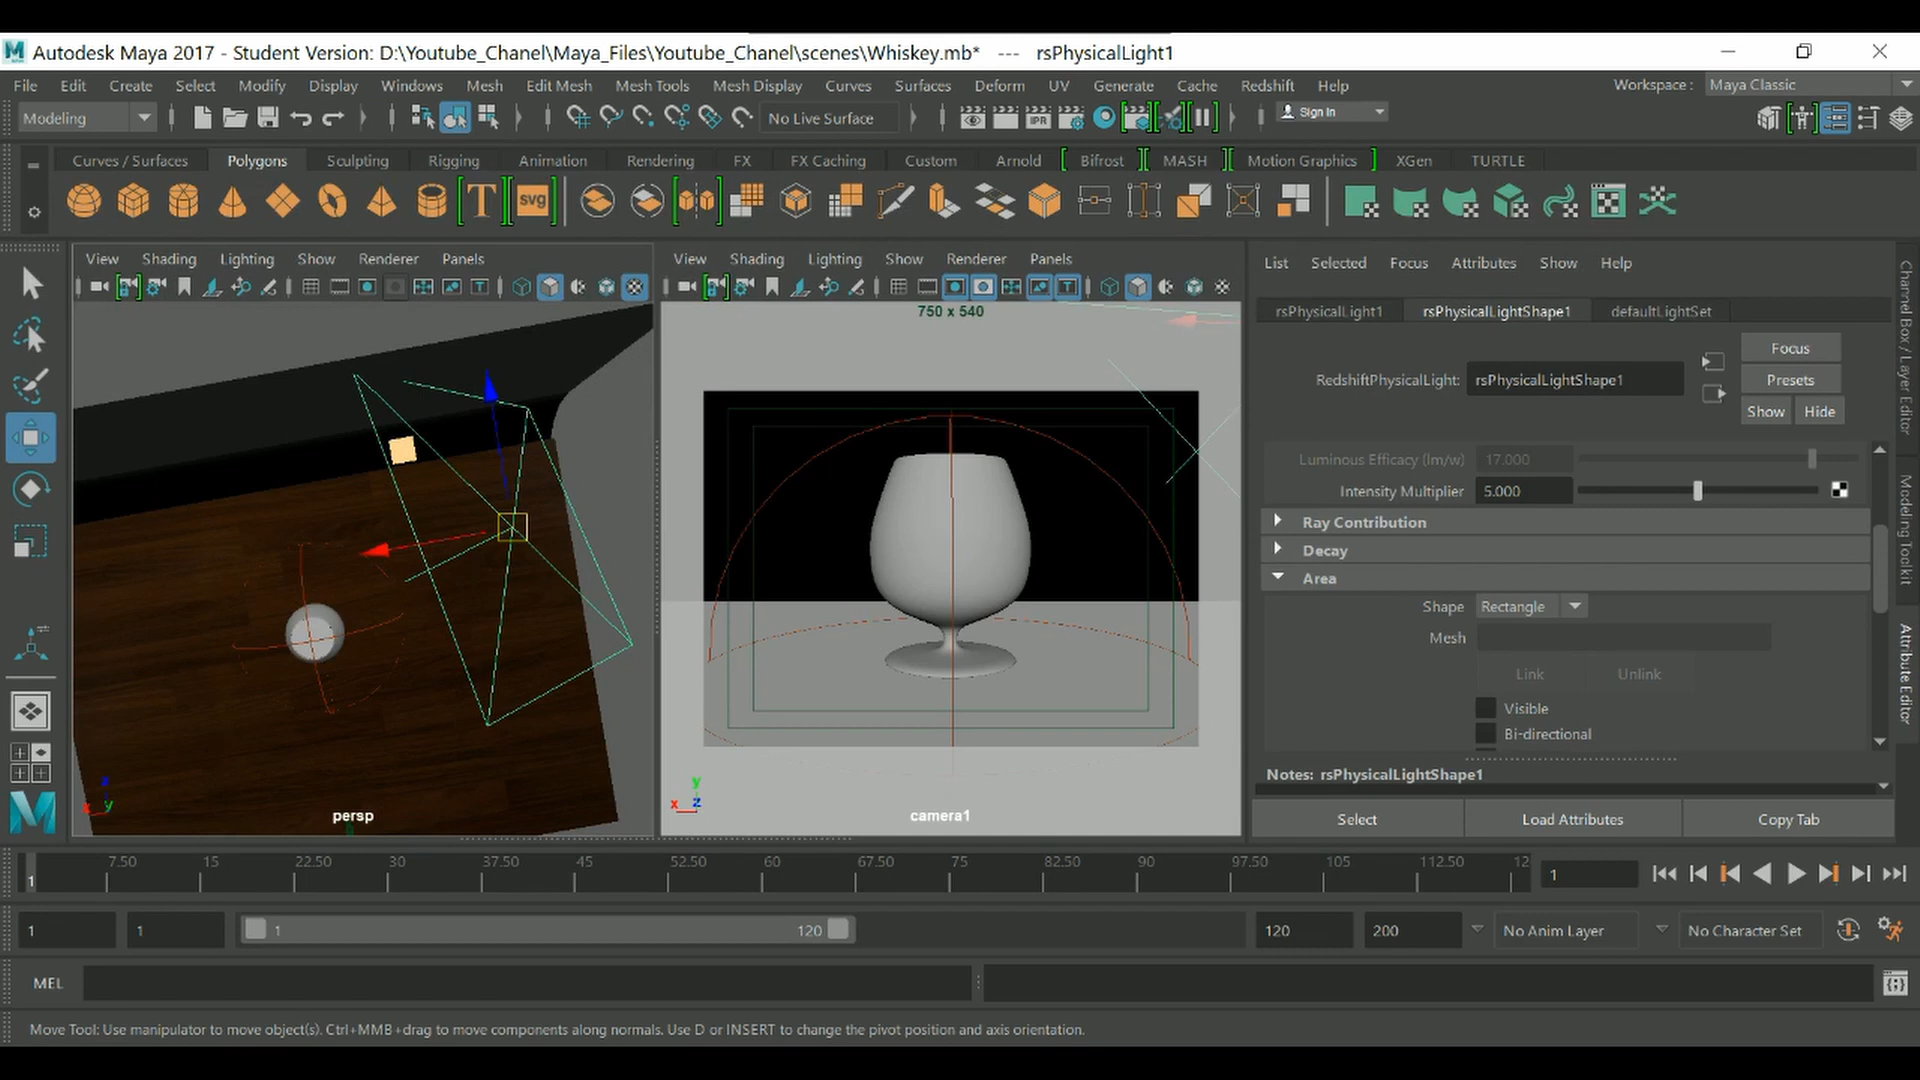 Autodesk Maya 2017 - Student Version: D:\Youtube_Chanel\Maya_Files\Youtube_Chanel\scenes\Whiskey.mb*   ---   rsPhysicalLight1
File Edit Create Select Modify Display Windows Mesh Edit Mesh Mesh Tools Mesh Display Curves Surfaces Deform UV Generate Cache Redshift Help Workspace : Maya Classic
Modeling No Live Surface IPR Sign In
Curves / Surfaces Polygons Sculpting Rigging Animation Rendering FX FX Caching Custom Arnold Bifrost MASH Motion Graphics XGen TURTLE
T svg
View Shading Lighting Show Renderer Panels
View Shading Lighting Show Renderer Panels
750 x 540
x y z
persp
x y z
camera1
List Selected Focus Attributes Show Help
rsPhysicalLight1 rsPhysicalLightShape1 defaultLightSet
Focus
RedshiftPhysicalLight: rsPhysicalLightShape1
Presets
Show Hide
Luminous Efficacy (lm/w) 17.000
Intensity Multiplier 5.000
Ray Contribution
Decay
Area
Shape Rectangle
Mesh
Link Unlink
Visible
Bi-directional
Notes: rsPhysicalLightShape1
Select Load Attributes Copy Tab
Channel Box / Layer Editor
Modeling Toolkit
Attribute Editor
1 7.50 15 22.50 30 37.50 45 52.50 60 67.50 75 82.50 90 97.50 105 112.50 12 1
1 1 1 120 120 200 No Anim Layer No Character Set
MEL
Move Tool: Use manipulator to move object(s). Ctrl+MMB+drag to move components along normals. Use D or INSERT to change the pivot position and axis orientation.